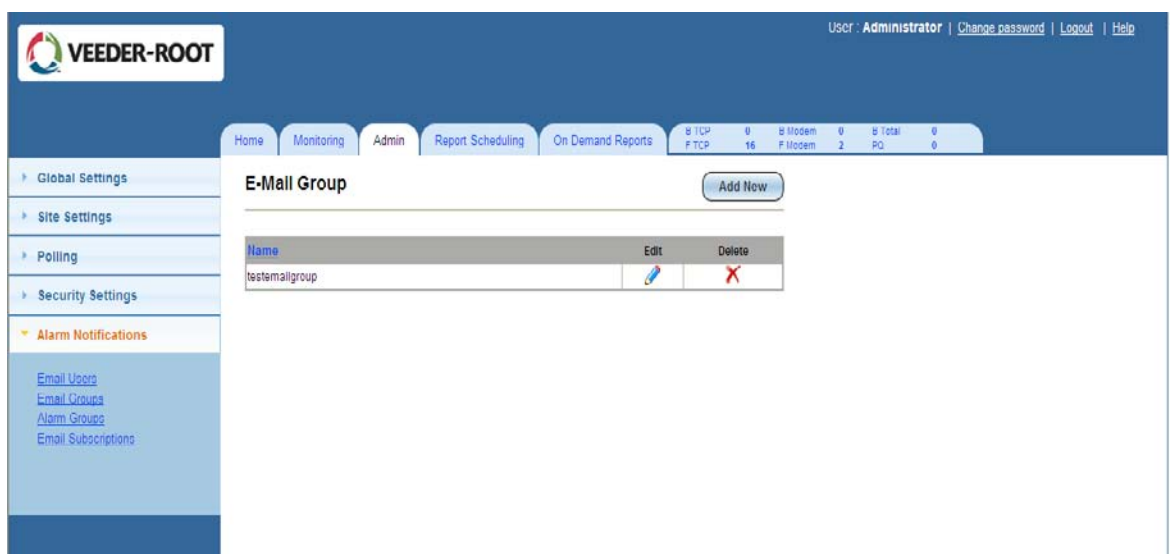 VEEDER-ROOT
User : Administrator | Change password | Logout | Help
Home Monitoring Admin Report Scheduling On Demand Reports
B TCP 0 B Modem 0 B Total 0
F TCP 16 F Modem 2 PQ 0
Global Settings
Site Settings
Polling
Security Settings
Alarm Notifications
Email Users
Email Groups
Alarm Groups
Email Subscriptions
E-Mail Group
Add New
Name Edit Delete
testemailgroup